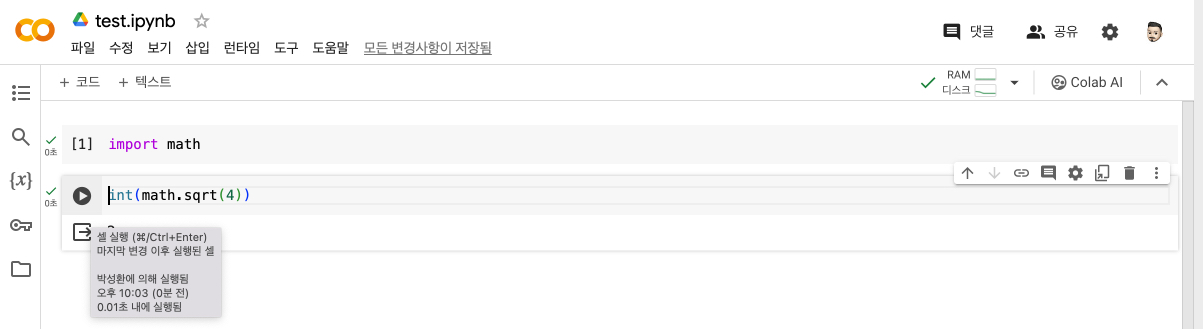 test.ipynb
파일 수정 보기 삽입 런타임 도구 도움말 모든 변경사항이 저장됨
댓글 공유
+ 코드 + 텍스트
RAM
디스크
Colab AI
[1] import math
0초
int(math.sqrt(4))
0초
{x}
셀 실행 (⌘/Ctrl+Enter)
마지막 변경 이후 실행된 셀
박성환에 의해 실행됨
오후 10:03 (0분 전)
0.01초 내에 실행됨